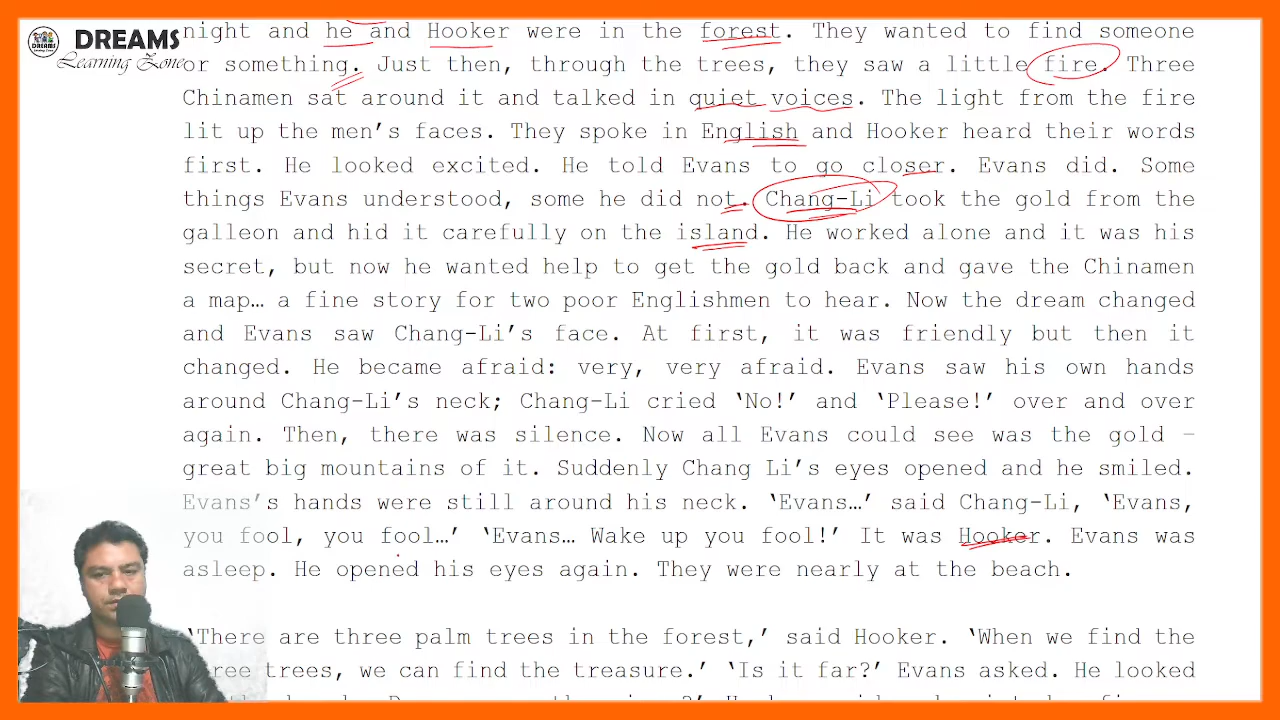 DREAMS
Learning Zone
night and he and Hooker were in the forest. They wanted to find someone
or something. Just then, through the trees, they saw a little fire. Three
Chinamen sat around it and talked in quiet voices. The light from the fire
lit up the men’s faces. They spoke in English and Hooker heard their words
first. He looked excited. He told Evans to go closer. Evans did. Some
things Evans understood, some he did not. Chang-Li took the gold from the
galleon and hid it carefully on the island. He worked alone and it was his
secret, but now he wanted help to get the gold back and gave the Chinamen
a map… a fine story for two poor Englishmen to hear. Now the dream changed
and Evans saw Chang-Li’s face. At first, it was friendly but then it
changed. He became afraid: very, very afraid. Evans saw his own hands
around Chang-Li’s neck; Chang-Li cried ‘No!’ and ‘Please!’ over and over
again. Then, there was silence. Now all Evans could see was the gold –
great big mountains of it. Suddenly Chang Li’s eyes opened and he smiled.
Evans’s hands were still around his neck. ‘Evans…’ said Chang-Li, ‘Evans,
you fool, you fool…’ ‘Evans… Wake up you fool!’ It was Hooker. Evans was
asleep. He opened his eyes again. They were nearly at the beach.
‘There are three palm trees in the forest,’ said Hooker. ‘When we find the
trees, we can find the treasure.’ ‘Is it far?’ Evans asked. He looked